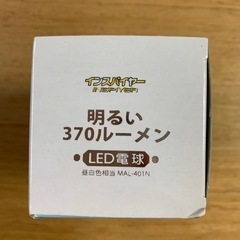 インスパイヤー
INSPIYER
明るい
370ルーメン
LED電球
昼白色相当 MAL-401N